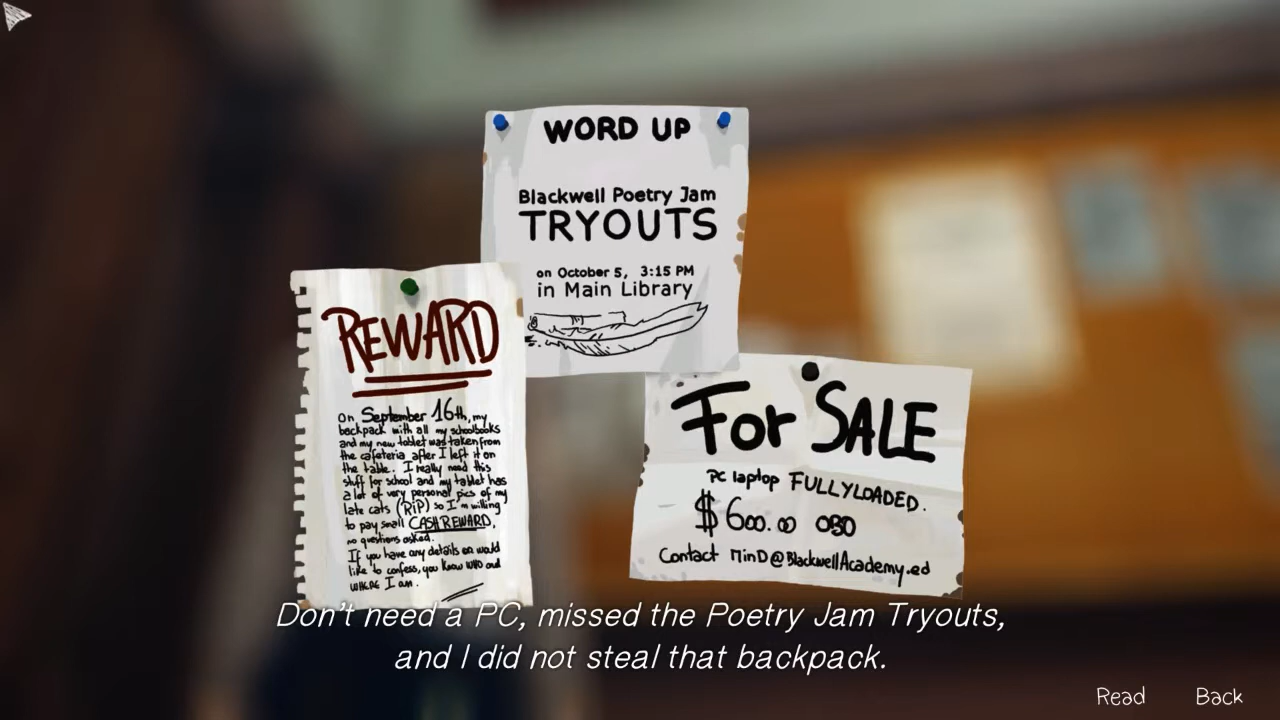 WORD UP
Blackwell Poetry Jam
TRYOUTS
on October 5, 3:15 PM
in Main Library
REWARD
On September 16th, my
backpack with all my schoolbooks
and my new tablet was taken from
the cafeteria after I left it on
the table. I really need this
stuff for school and my tablet has
a lot of very personal pics of my
late cats (RIP) so I'm willing
to pay small CASH REWARD,
no questions asked.
If you have any details or would
like to confess, you know WHO and
WHERE I am.
For SALE
PC laptop FULLYLOADED.
$600.00 OBO
Contact MinD@BlackwellAcademy.ed
Don't need a PC, missed the Poetry Jam Tryouts,
and I did not steal that backpack.
Read Back